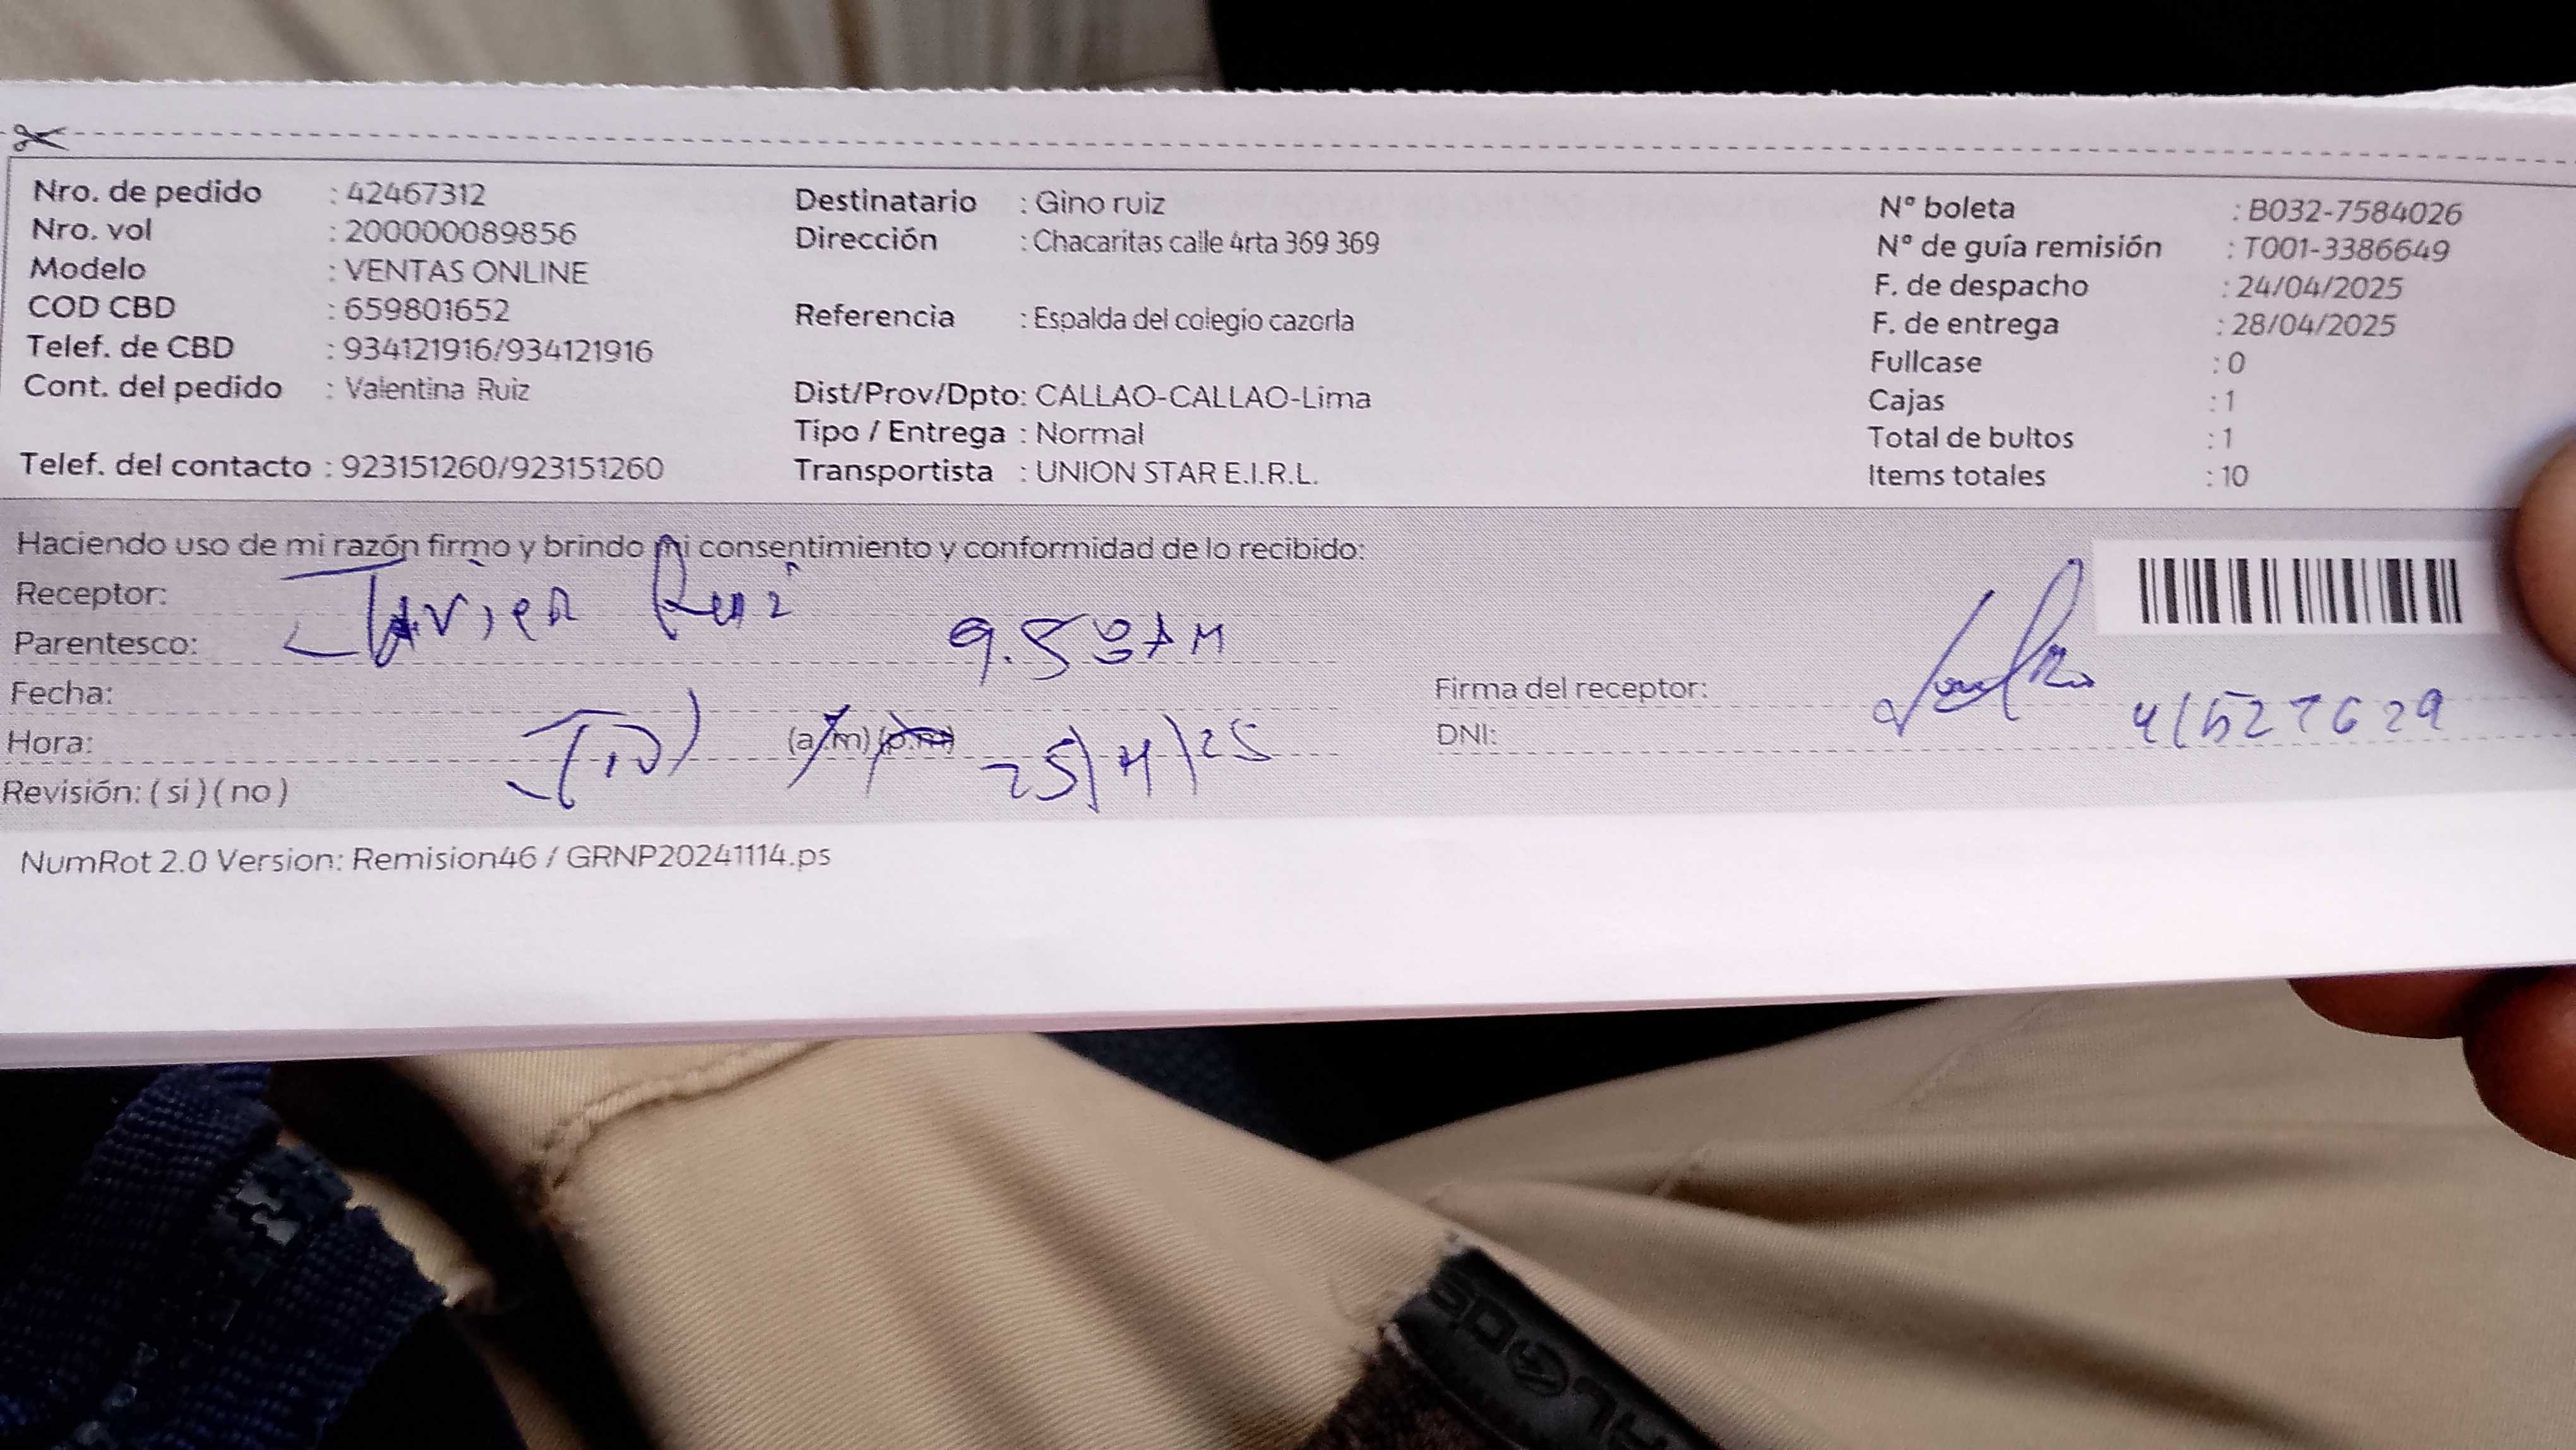 Nro. de pedido : 42467312
Nro. vol : 200000089856
Modelo : VENTAS ONLINE
COD CBD : 659801652
Telef. de CBD : 934121916/934121916
Cont. del pedido : Valentina Ruiz
Telef. del contacto : 923151260/923151260
Destinatario : Gino ruiz
Dirección : Chacaritas calle 4rta 369 369
Referencia : Espalda del colegio cazorla
Dist/Prov/Dpto: CALLAO-CALLAO-Lima
Tipo / Entrega : Normal
Transportista : UNION STAR E.I.R.L.
N° boleta : B032-7584026
N° de guía remisión : T001-3386649
F. de despacho : 24/04/2025
F. de entrega : 28/04/2025
Fullcase : 0
Cajas : 1
Total de bultos : 1
Items totales : 10
Haciendo uso de mi razón firmo y brindo mi consentimiento y conformidad de lo recibido:
Receptor: Javier Ruiz
Parentesco:
Fecha:
Hora: (a.m) (p.m) 25/4/25
Revisión: ( si ) ( no )
Firma del receptor:
DNI: 41527629
NumRot 2.0 Version: Remision46 / GRNP20241114.ps